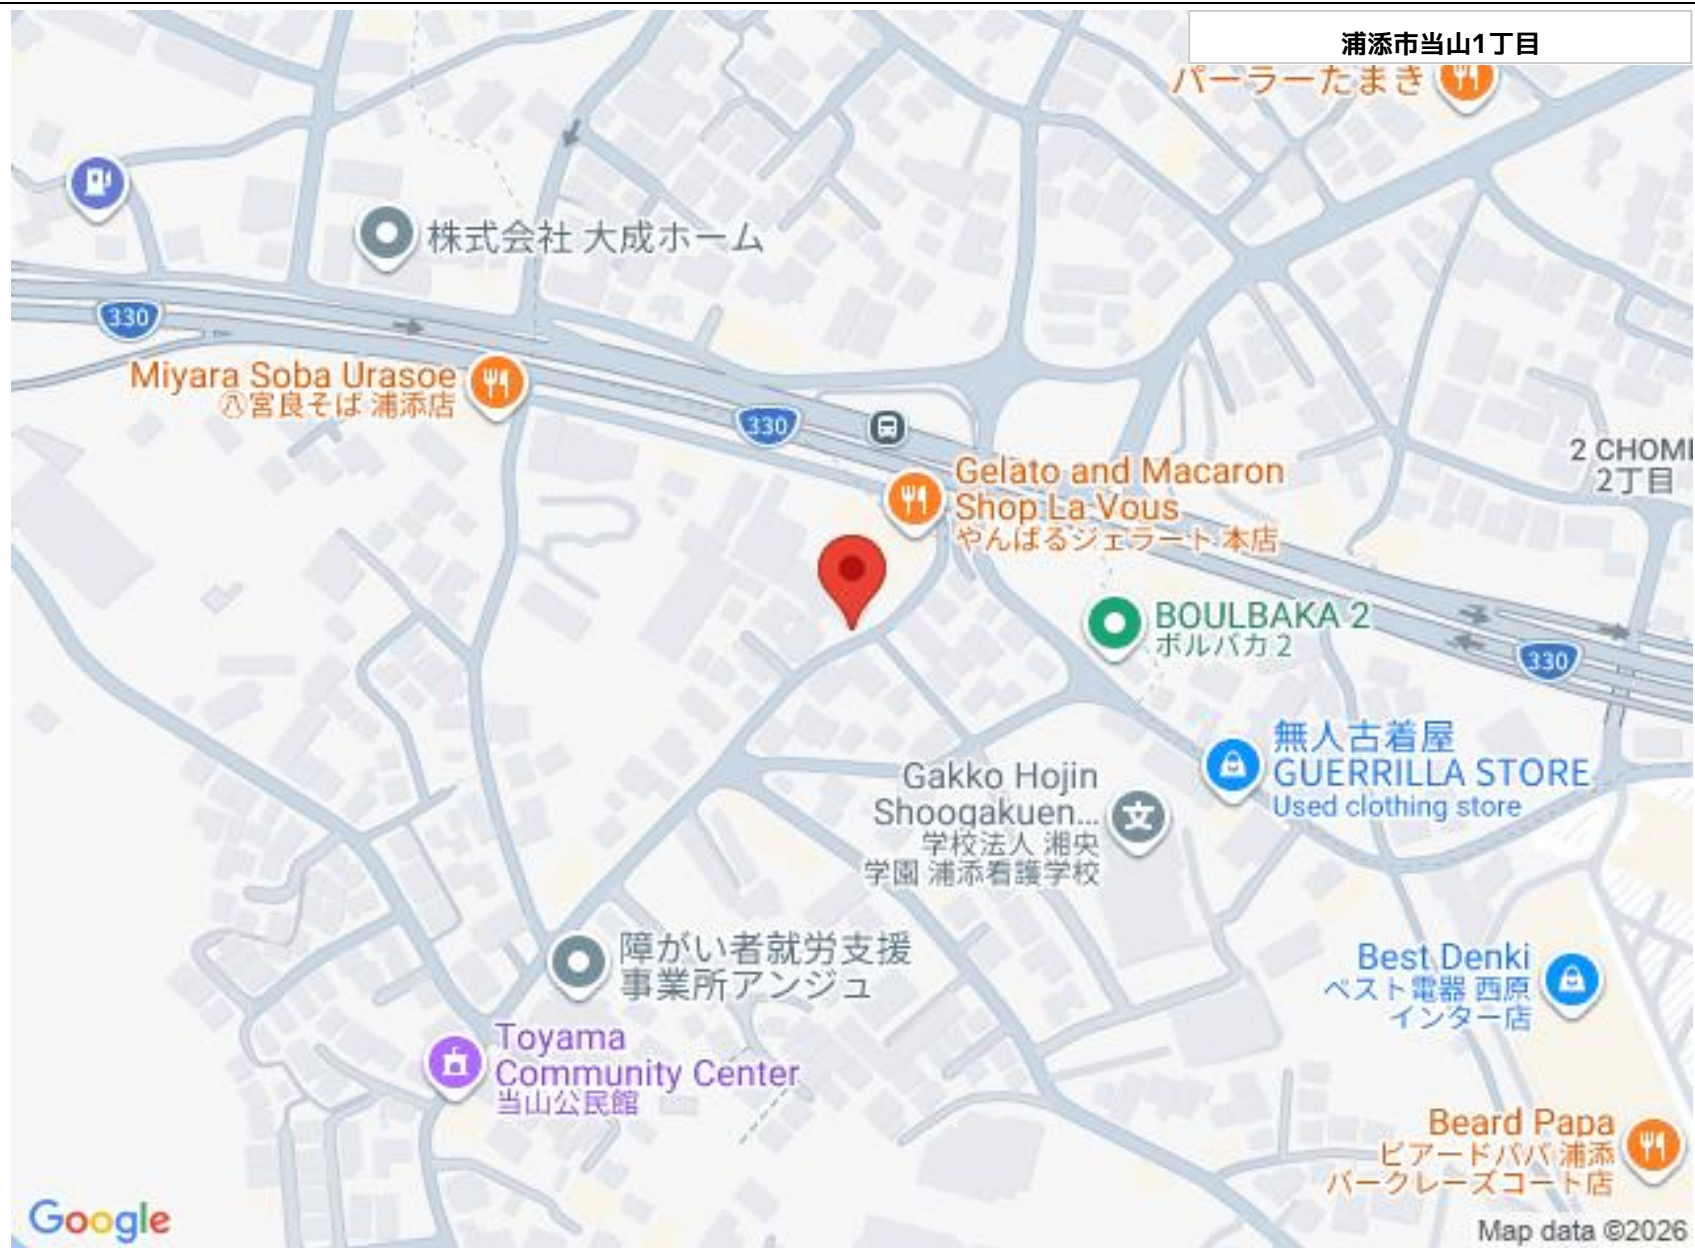 浦添市当山1丁目
パーラーたまき
株式会社 大成ホーム
330
Miyara Soba Urasoe
八宮良そば 浦添店
330
Gelato and Macaron
Shop La Vous
やんばるジェラート 本店
2 CHOM
2丁目
BOULBAKA 2
ボルバカ 2
330
無人古着屋
GUERRILLA STORE
Used clothing store
Gakko Hojin
Shoogakuen...
学校法人 湘央
学園 浦添看護学校
文
障がい者就労支援
事業所アンジュ
Best Denki
ベスト電器 西原
インター店
Toyama
Community Center
当山公民館
Beard Papa
ビアードパパ 浦添
パークレーズコート店
Google
Map data ©2026